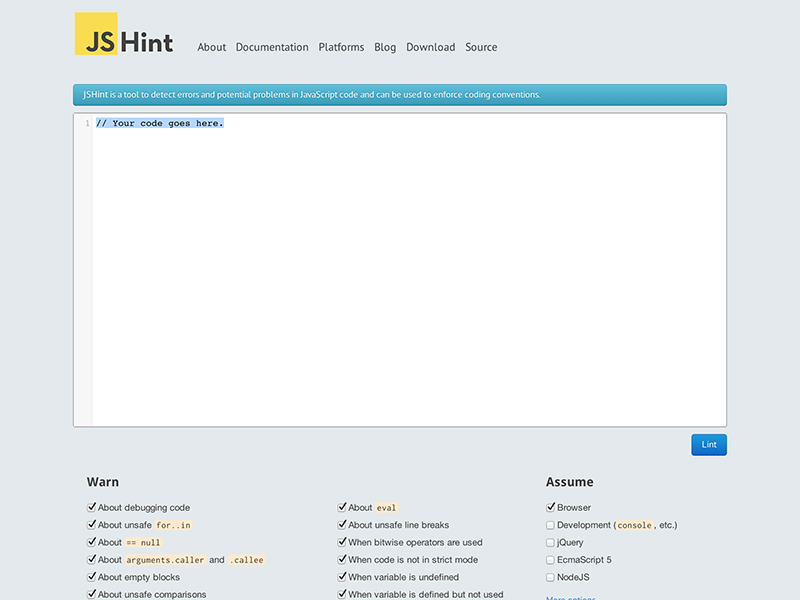 JS Hint
About Documentation Platforms Blog Download Source
JSHint is a tool to detect errors and potential problems in JavaScript code and can be used to enforce coding conventions.
1 // Your code goes here.
Lint
Warn
About debugging code
About unsafe for..in
About == null
About arguments.caller and .callee
About empty blocks
About unsafe comparisons
About eval
About unsafe line breaks
When bitwise operators are used
When code is not in strict mode
When variable is undefined
When variable is defined but not used
Assume
Browser
Development (console, etc.)
jQuery
EcmaScript 5
NodeJS
More options